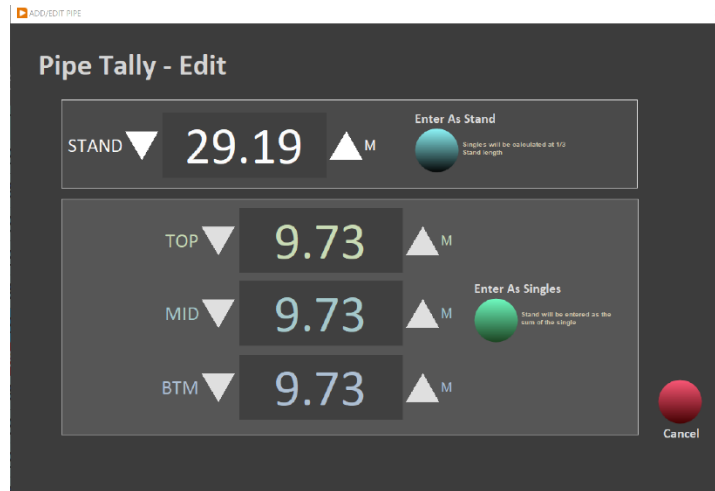 ADD/EDIT PIPE
Pipe Tally - Edit
Enter As Stand
STAND 29.19 M
Singles will be calculated at 1/3
Stand length
TOP 9.73 M
Enter As Singles
MID 9.73 M
Stand will be entered as the
sum of the single
BTM 9.73 M
Cancel